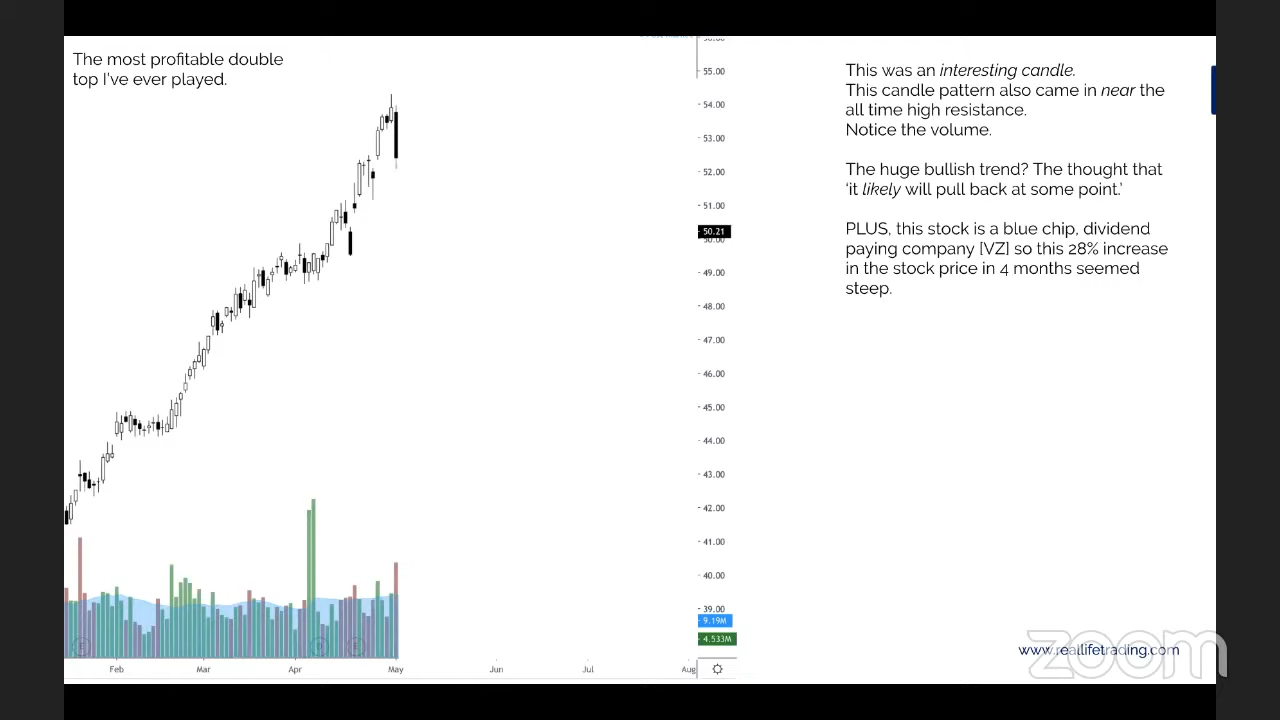 The most profitable double
top I've ever played.
55.00
54.00
53.00
52.00
51.00
50.21
50.00
49.00
48.00
47.00
46.00
45.00
44.00
43.00
42.00
41.00
40.00
39.00
9.19M
4.533M
Feb
Mar
Apr
May
Jun
Jul
Aug
This was an interesting candle.
This candle pattern also came in near the
all time high resistance.
Notice the volume.
The huge bullish trend? The thought that
‘it likely will pull back at some point.’
PLUS, this stock is a blue chip, dividend
paying company [VZ] so this 28% increase
in the stock price in 4 months seemed
steep.
www.reallifetrading.com
zoom